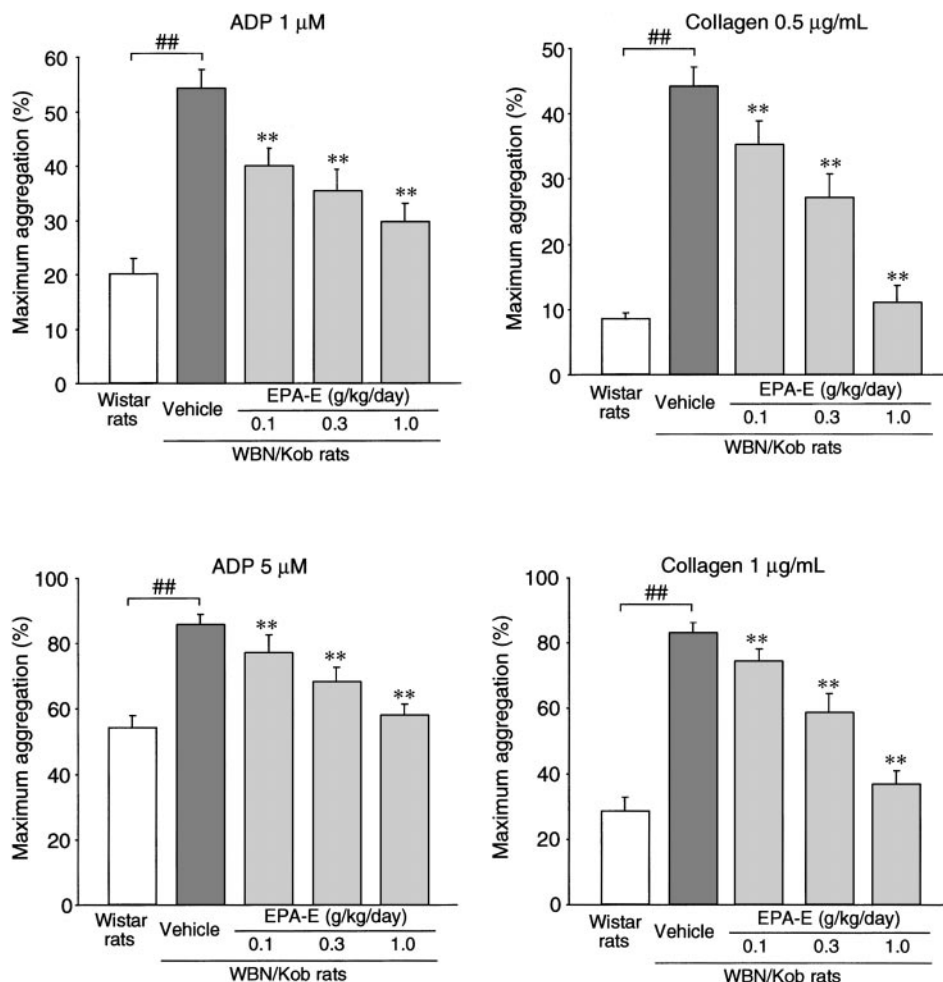 ADP 1 μM
##
Maximum aggregation (%)
60
50
40
30
20
10
0
**
**
**
Wistar
rats
Vehicle
EPA-E (g/kg/day)
0.1 0.3 1.0
WBN/Kob rats
Collagen 0.5 μg/mL
##
Maximum aggregation (%)
50
40
30
20
10
0
**
**
**
Wistar
rats
Vehicle
EPA-E (g/kg/day)
0.1 0.3 1.0
WBN/Kob rats
ADP 5 μM
##
Maximum aggregation (%)
100
80
60
40
20
0
**
**
**
Wistar
rats
Vehicle
EPA-E (g/kg/day)
0.1 0.3 1.0
WBN/Kob rats
Collagen 1 μg/mL
##
Maximum aggregation (%)
100
80
60
40
20
0
**
**
**
Wistar
rats
Vehicle
EPA-E (g/kg/day)
0.1 0.3 1.0
WBN/Kob rats